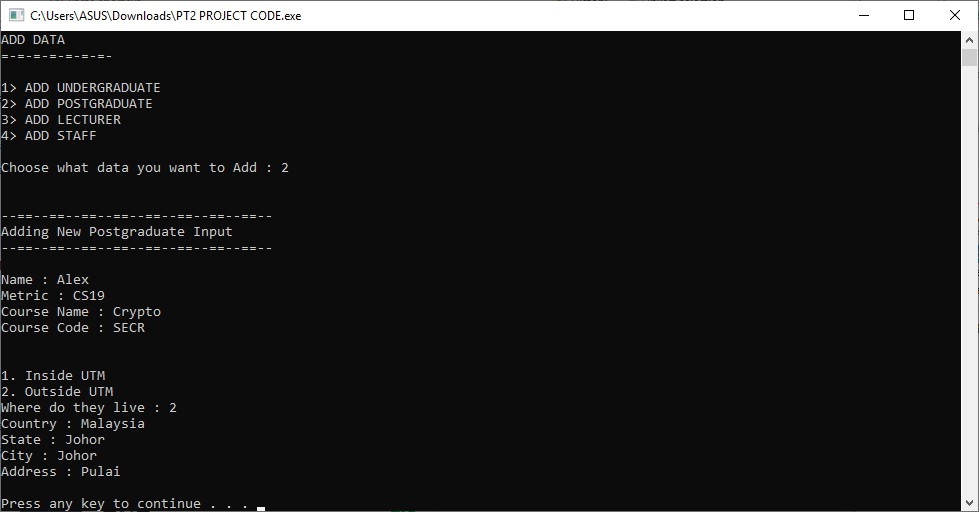 C:\Users\ASUS\Downloads\PT2 PROJECT CODE.exe
ADD DATA
=-=-=-=-=-=-=-

1> ADD UNDERGRADUATE
2> ADD POSTGRADUATE
3> ADD LECTURER
4> ADD STAFF

Choose what data you want to Add : 2

--==--==--==--==--==--==--==--==--
Adding New Postgraduate Input
--==--==--==--==--==--==--==--==--

Name : Alex
Metric : CS19
Course Name : Crypto
Course Code : SECR

1. Inside UTM
2. Outside UTM
Where do they live : 2
Country : Malaysia
State : Johor
City : Johor
Address : Pulai

Press any key to continue . . .